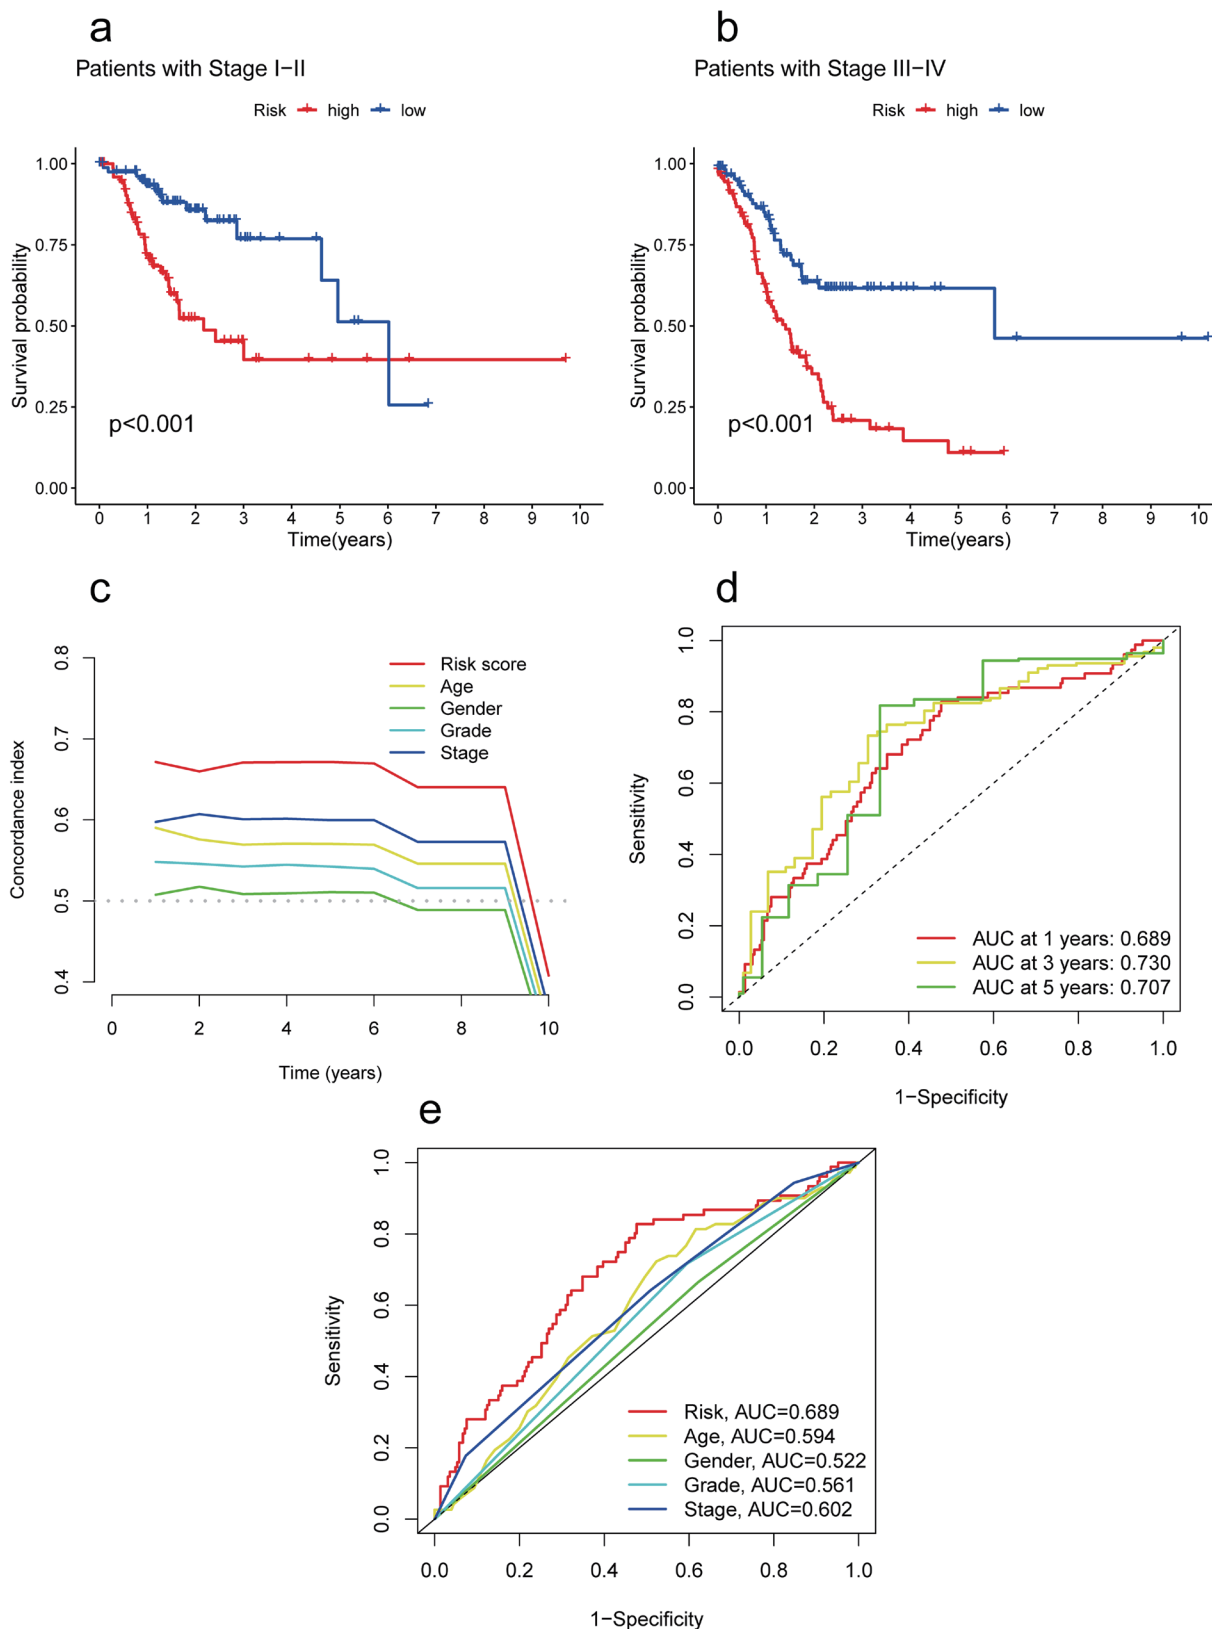 a
Patients with Stage I−II
Risk high low
1.00
0.75
0.50
0.25
0.00
Survival probability
p<0.001
0 1 2 3 4 5 6 7 8 9 10
Time(years)
b
Patients with Stage III−IV
Risk high low
1.00
0.75
0.50
0.25
0.00
Survival probability
p<0.001
0 1 2 3 4 5 6 7 8 9 10
Time(years)
c
0.8
0.7
0.6
0.5
0.4
Concordance index
Risk score
Age
Gender
Grade
Stage
0 2 4 6 8 10
Time (years)
d
1.0
0.8
0.6
0.4
0.2
0.0
Sensitivity
AUC at 1 years: 0.689
AUC at 3 years: 0.730
AUC at 5 years: 0.707
0.0 0.2 0.4 0.6 0.8 1.0
1−Specificity
e
1.0
0.8
0.6
0.4
0.2
0.0
Sensitivity
Risk, AUC=0.689
Age, AUC=0.594
Gender, AUC=0.522
Grade, AUC=0.561
Stage, AUC=0.602
0.0 0.2 0.4 0.6 0.8 1.0
1−Specificity